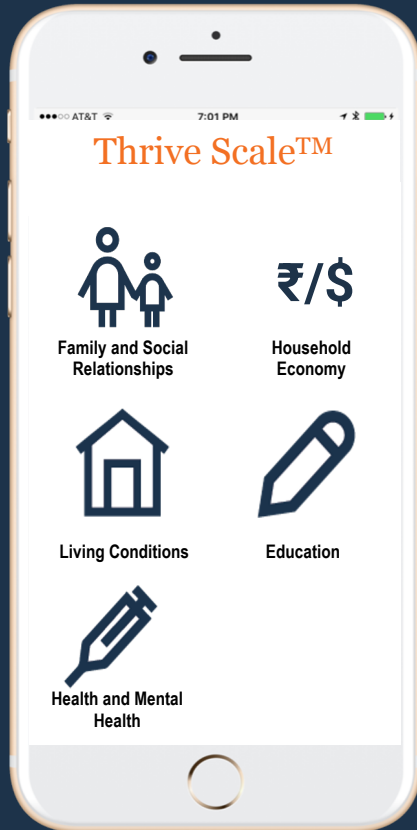 AT&T 7:01 PM
Thrive Scale™
₹/$
Family and Social
Relationships
Household
Economy
Living Conditions
Education
Health and Mental
Health